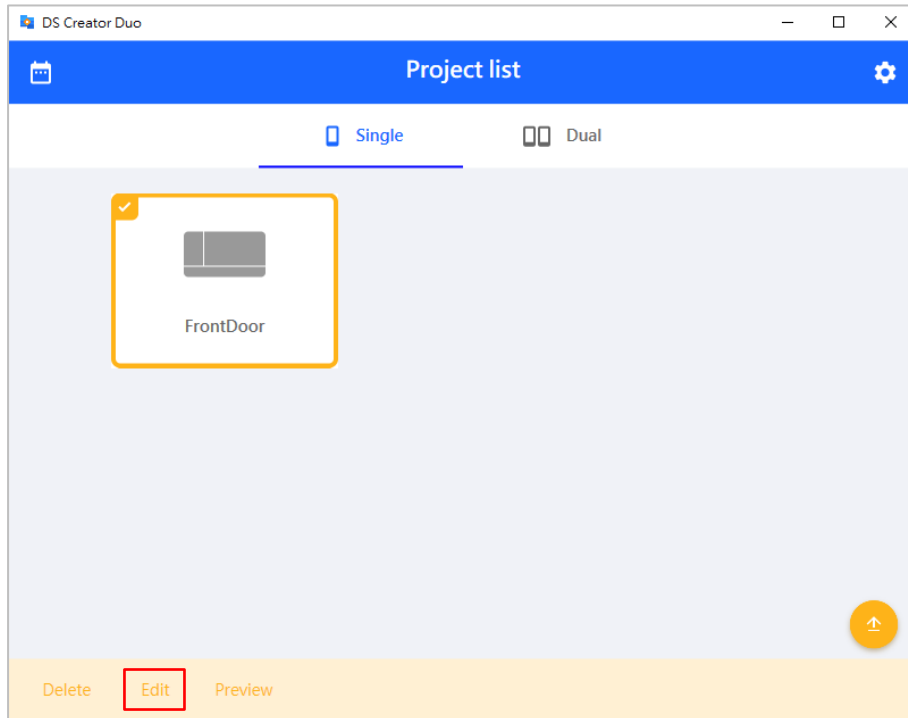 DS Creator Duo
Project list
Single Dual
FrontDoor
Delete Edit Preview